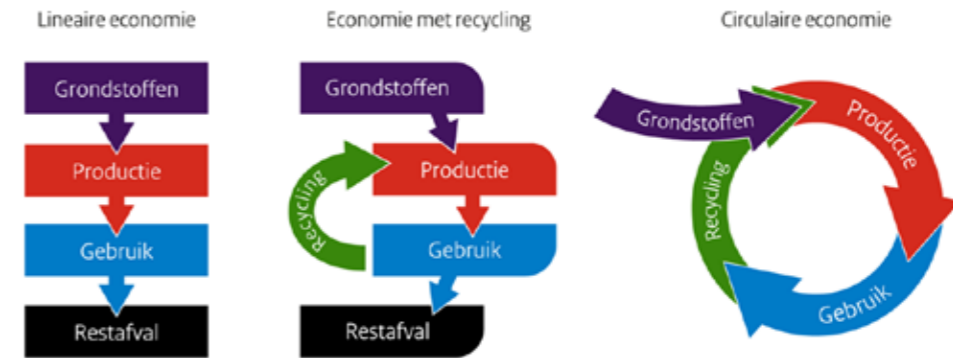 Lineaire economie
Grondstoffen
Productie
Gebruik
Restafval
Economie met recycling
Grondstoffen
Productie
Recycling
Gebruik
Restafval
Circulaire economie
Grondstoffen
Productie
Recycling
Gebruik